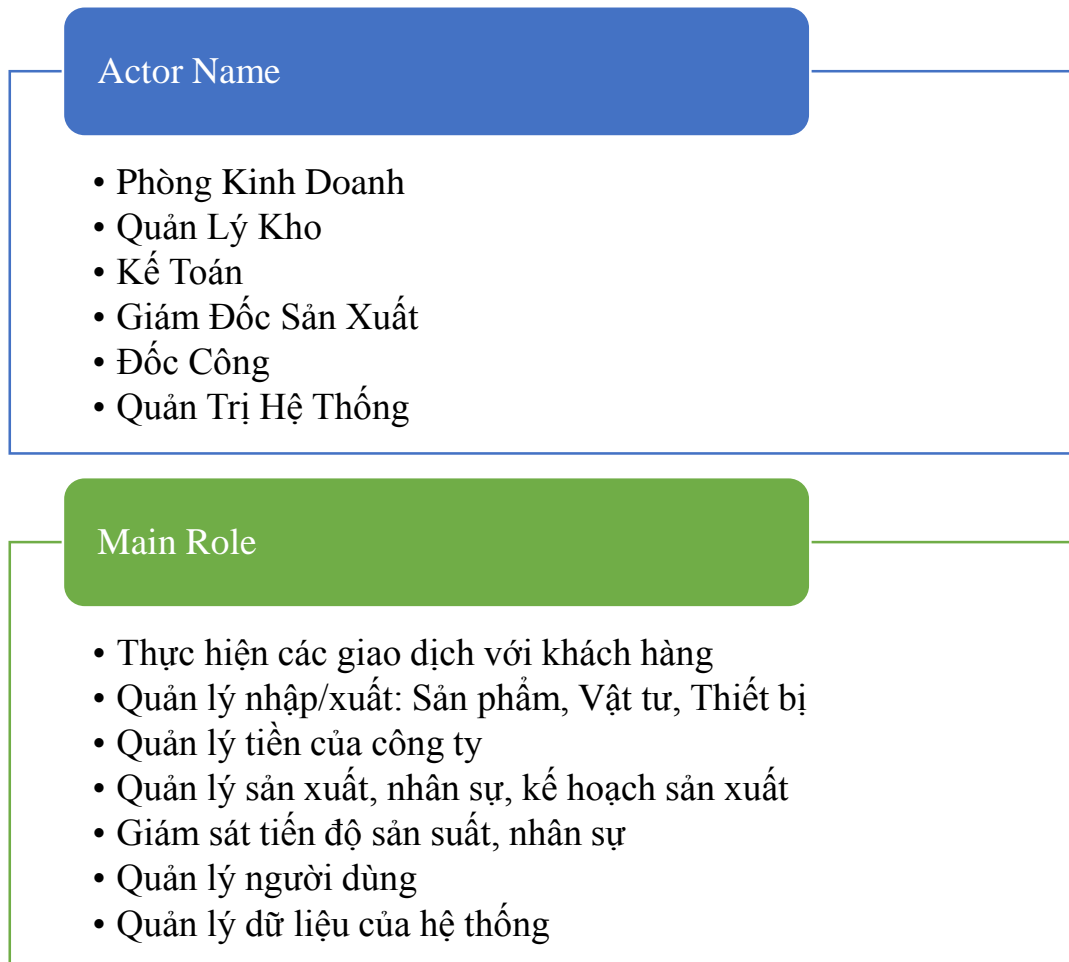 Actor Name
• Phòng Kinh Doanh
• Quản Lý Kho
• Kế Toán
• Giám Đốc Sản Xuất
• Đốc Công
• Quản Trị Hệ Thống
Main Role
• Thực hiện các giao dịch với khách hàng
• Quản lý nhập/xuất: Sản phẩm, Vật tư, Thiết bị
• Quản lý tiền của công ty
• Quản lý sản xuất, nhân sự, kế hoạch sản xuất
• Giám sát tiến độ sản suất, nhân sự
• Quản lý người dùng
• Quản lý dữ liệu của hệ thống